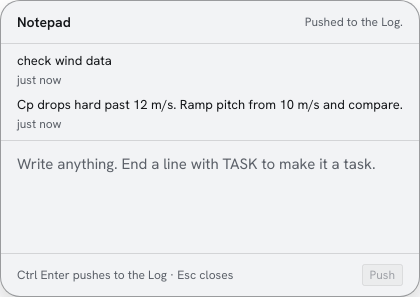 Notepad
Pushed to the Log.
check wind data
just now
Cp drops hard past 12 m/s. Ramp pitch from 10 m/s and compare.
just now
Write anything. End a line with TASK to make it a task.
Ctrl Enter pushes to the Log · Esc closes
Push